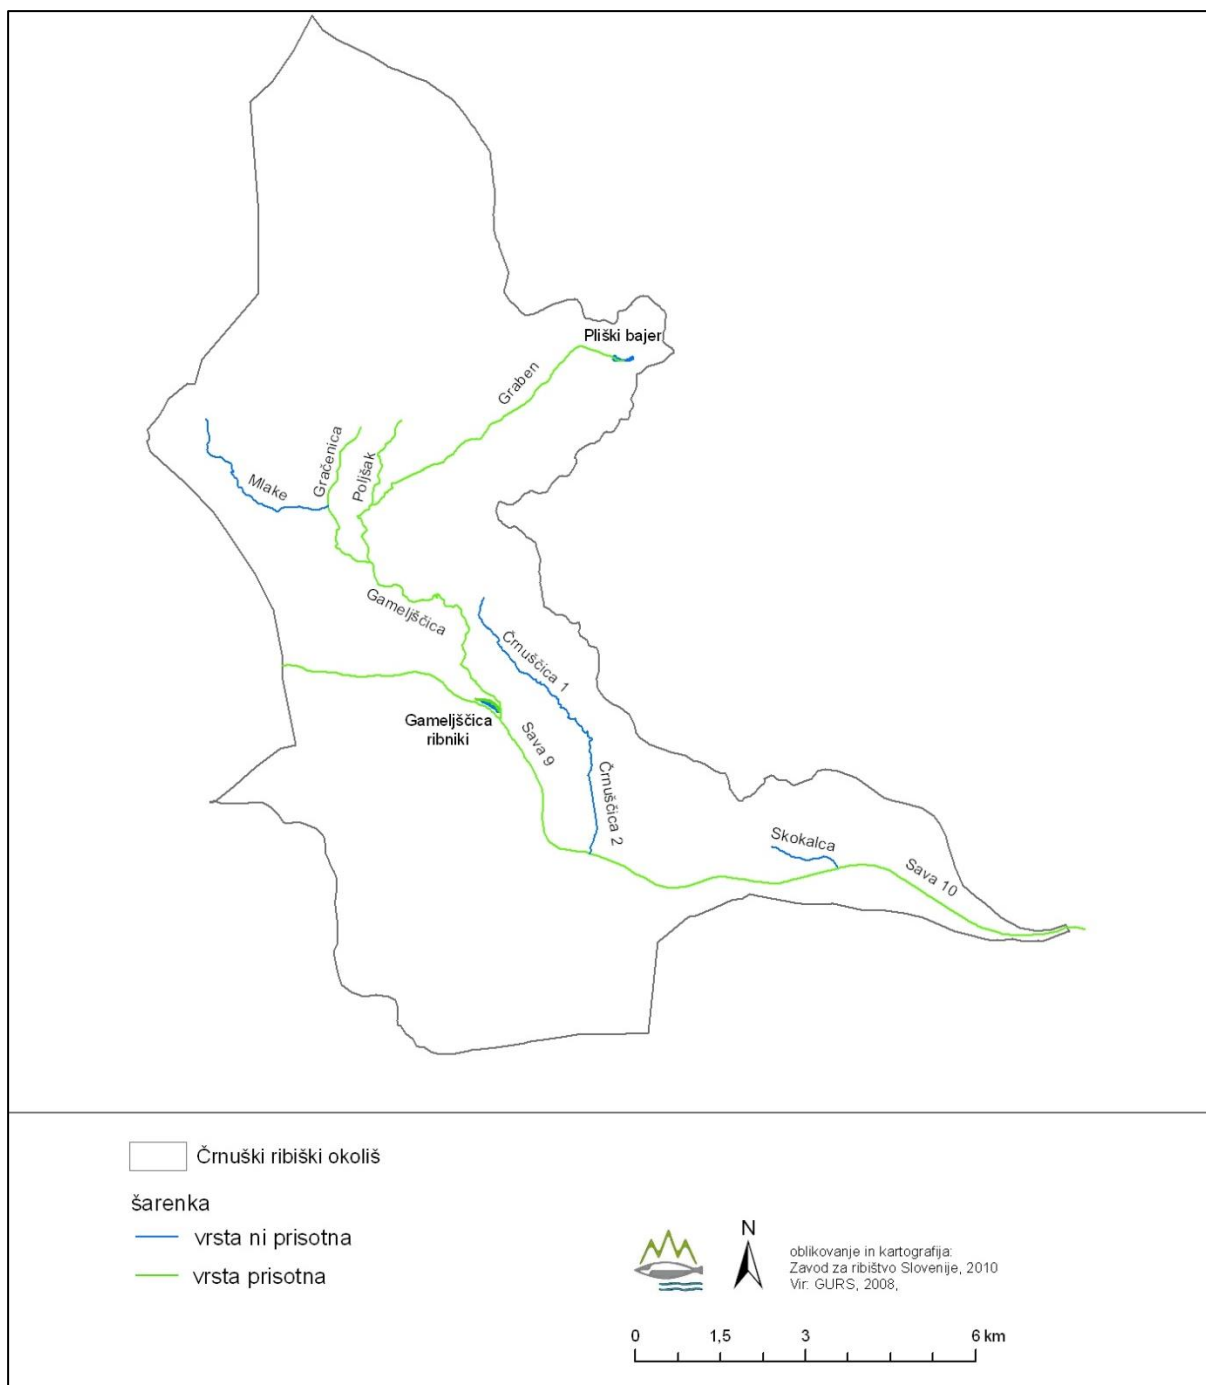 Pliški bajer
Graben
Gračenica
Poljšak
Mlake
Gameljščica
Črnuščica 1
Gameljščica
ribniki
Sava 9
Črnuščica 2
Skokalca
Sava 10
Črnuški ribiški okoliš
šarenka
vrsta ni prisotna
vrsta prisotna
N
oblikovanje in kartografija:
Zavod za ribištvo Slovenije, 2010
Vir: GURS, 2008,
0 1,5 3 6 km